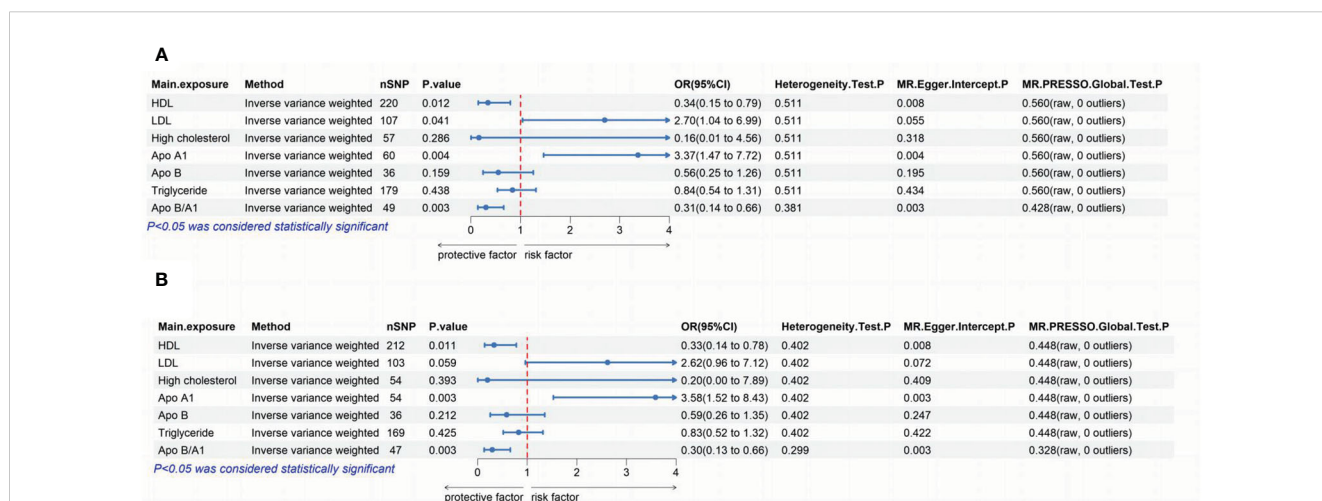 A
Main.exposure Method nSNP P.value OR(95%CI) Heterogeneity.Test.P MR.Egger.Intercept.P MR.PRESSO.Global.Test.P
HDL Inverse variance weighted 220 0.012 0.34(0.15 to 0.79) 0.511 0.008 0.560(raw, 0 outliers)
LDL Inverse variance weighted 107 0.041 2.70(1.04 to 6.99) 0.511 0.055 0.560(raw, 0 outliers)
High cholesterol Inverse variance weighted 57 0.286 0.16(0.01 to 4.56) 0.511 0.318 0.560(raw, 0 outliers)
Apo A1 Inverse variance weighted 60 0.004 3.37(1.47 to 7.72) 0.511 0.004 0.560(raw, 0 outliers)
Apo B Inverse variance weighted 36 0.159 0.56(0.25 to 1.26) 0.511 0.195 0.560(raw, 0 outliers)
Triglyceride Inverse variance weighted 179 0.438 0.84(0.54 to 1.31) 0.511 0.434 0.560(raw, 0 outliers)
Apo B/A1 Inverse variance weighted 49 0.003 0.31(0.14 to 0.66) 0.381 0.003 0.428(raw, 0 outliers)
P<0.05 was considered statistically significant
0 1 2 3 4
protective factor risk factor
B
Main.exposure Method nSNP P.value OR(95%CI) Heterogeneity.Test.P MR.Egger.Intercept.P MR.PRESSO.Global.Test.P
HDL Inverse variance weighted 212 0.011 0.33(0.14 to 0.78) 0.402 0.008 0.448(raw, 0 outliers)
LDL Inverse variance weighted 103 0.059 2.62(0.96 to 7.12) 0.402 0.072 0.448(raw, 0 outliers)
High cholesterol Inverse variance weighted 54 0.393 0.20(0.00 to 7.89) 0.402 0.409 0.448(raw, 0 outliers)
Apo A1 Inverse variance weighted 54 0.003 3.58(1.52 to 8.43) 0.402 0.003 0.448(raw, 0 outliers)
Apo B Inverse variance weighted 36 0.212 0.59(0.26 to 1.35) 0.402 0.247 0.448(raw, 0 outliers)
Triglyceride Inverse variance weighted 169 0.425 0.83(0.52 to 1.32) 0.402 0.422 0.448(raw, 0 outliers)
Apo B/A1 Inverse variance weighted 47 0.003 0.30(0.13 to 0.66) 0.299 0.003 0.328(raw, 0 outliers)
P<0.05 was considered statistically significant
0 1 2 3 4
protective factor risk factor